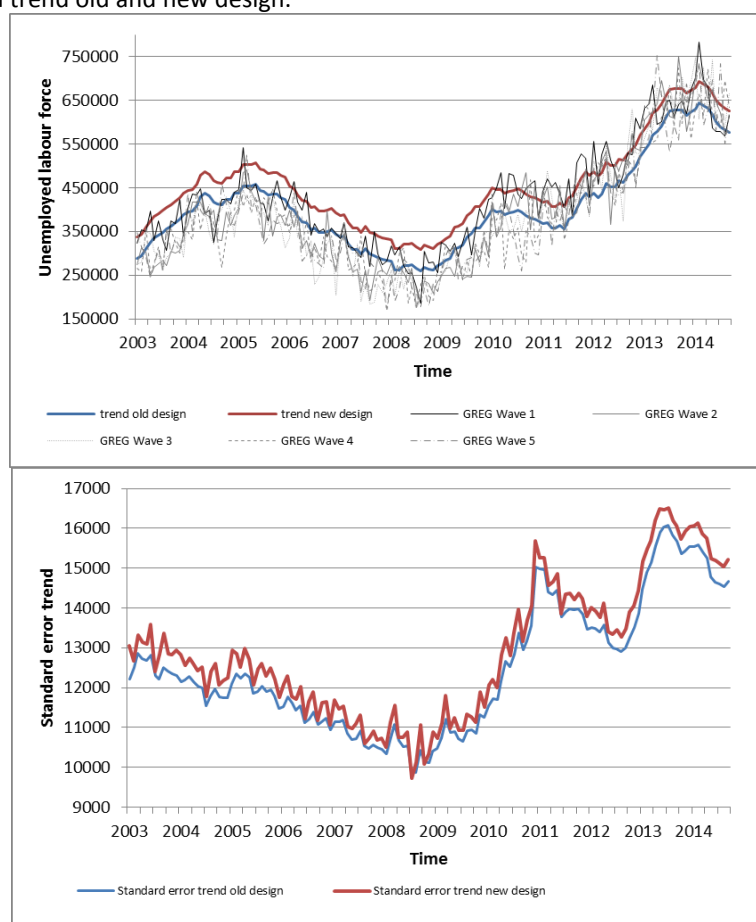 trend old and new design.
750000
650000
550000
450000
350000
250000
150000
Unemployed labour force
2003 2004 2005 2006 2007 2008 2009 2010 2011 2012 2013 2014
Time
trend old design trend new design GREG Wave 1 GREG Wave 2
GREG Wave 3 GREG Wave 4 GREG Wave 5
17000
16000
15000
14000
13000
12000
11000
10000
9000
Standard error trend
2003 2004 2005 2006 2007 2008 2009 2010 2011 2012 2013 2014
Time
Standard error trend old design Standard error trend new design